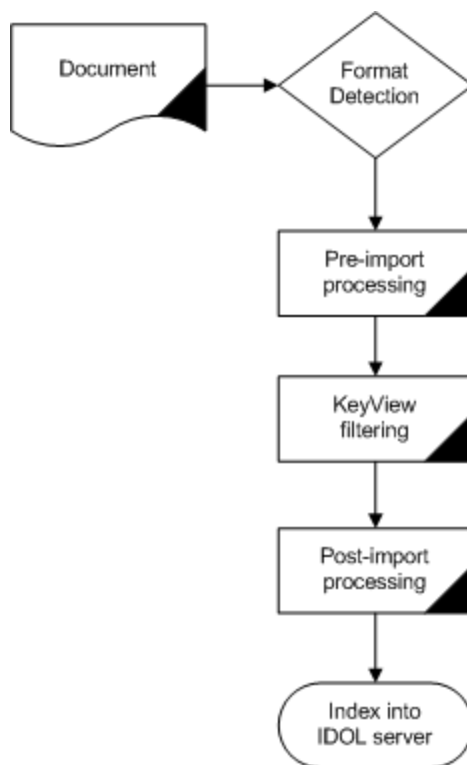 Document
Format
Detection
Pre-import
processing
KeyView
filtering
Post-import
processing
Index into
IDOL server